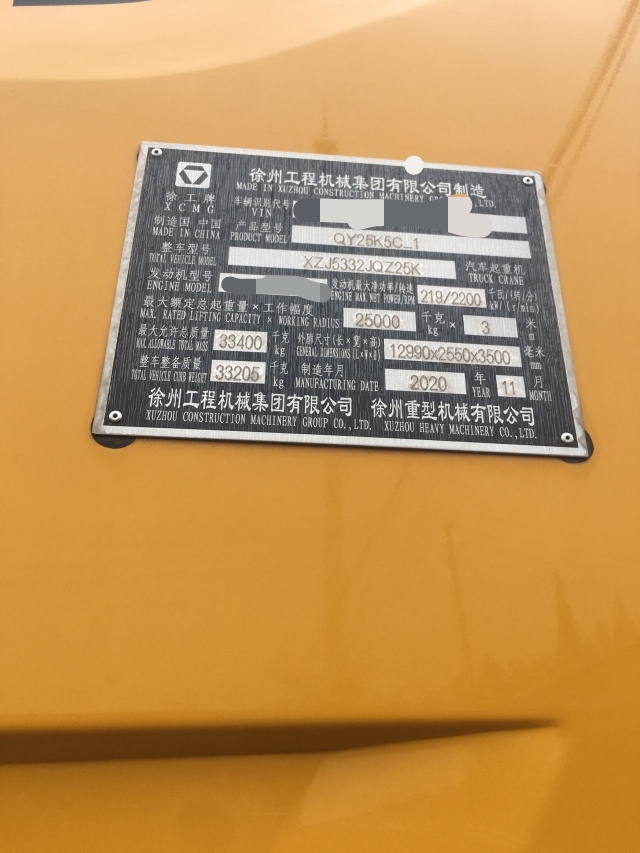 徐州工程机械集团有限公司制造
MADE IN XUZHOU CONSTRUCTION MACHINERY GROUP CO.,LTD.
徐工牌
XCMG
车辆识别代号
VIN
制造国 中国
MADE IN CHINA
产品型号
PRODUCT MODEL
QY25K5C_1
整车型号
TOTAL VEHICLE MODEL
XZJ5332JQZ25K
汽车起重机
TRUCK CRANE
发动机型号
ENGINE MODEL
发动机最大净功率/转速
ENGINE MAX.NET POWER/RPM
219/2200
千瓦/(转/分)
kW/(r/min)
最大额定总起重量×工作幅度
MAX. RATED LIFTING CAPACITY × WORKING RADIUS
25000
千克
kg
×
3
米
m
最大允许总质量
MAX. ALLOWABLE TOTAL MASS
33400
千克
kg
外廓尺寸(长×宽×高)
GENERAL DIMENSIONS (L×W×H)
12990x2550x3500
毫米
mm
整车整备质量
TOTAL VEHICLE CURB WEIGHT
33205
千克
kg
制造年月
MANUFACTURING DATE
2020
年
YEAR
11
月
MONTH
徐州工程机械集团有限公司 徐州重型机械有限公司
XUZHOU CONSTRUCTION MACHINERY GROUP CO.,LTD. XUZHOU HEAVY MACHINERY CO.,LTD.